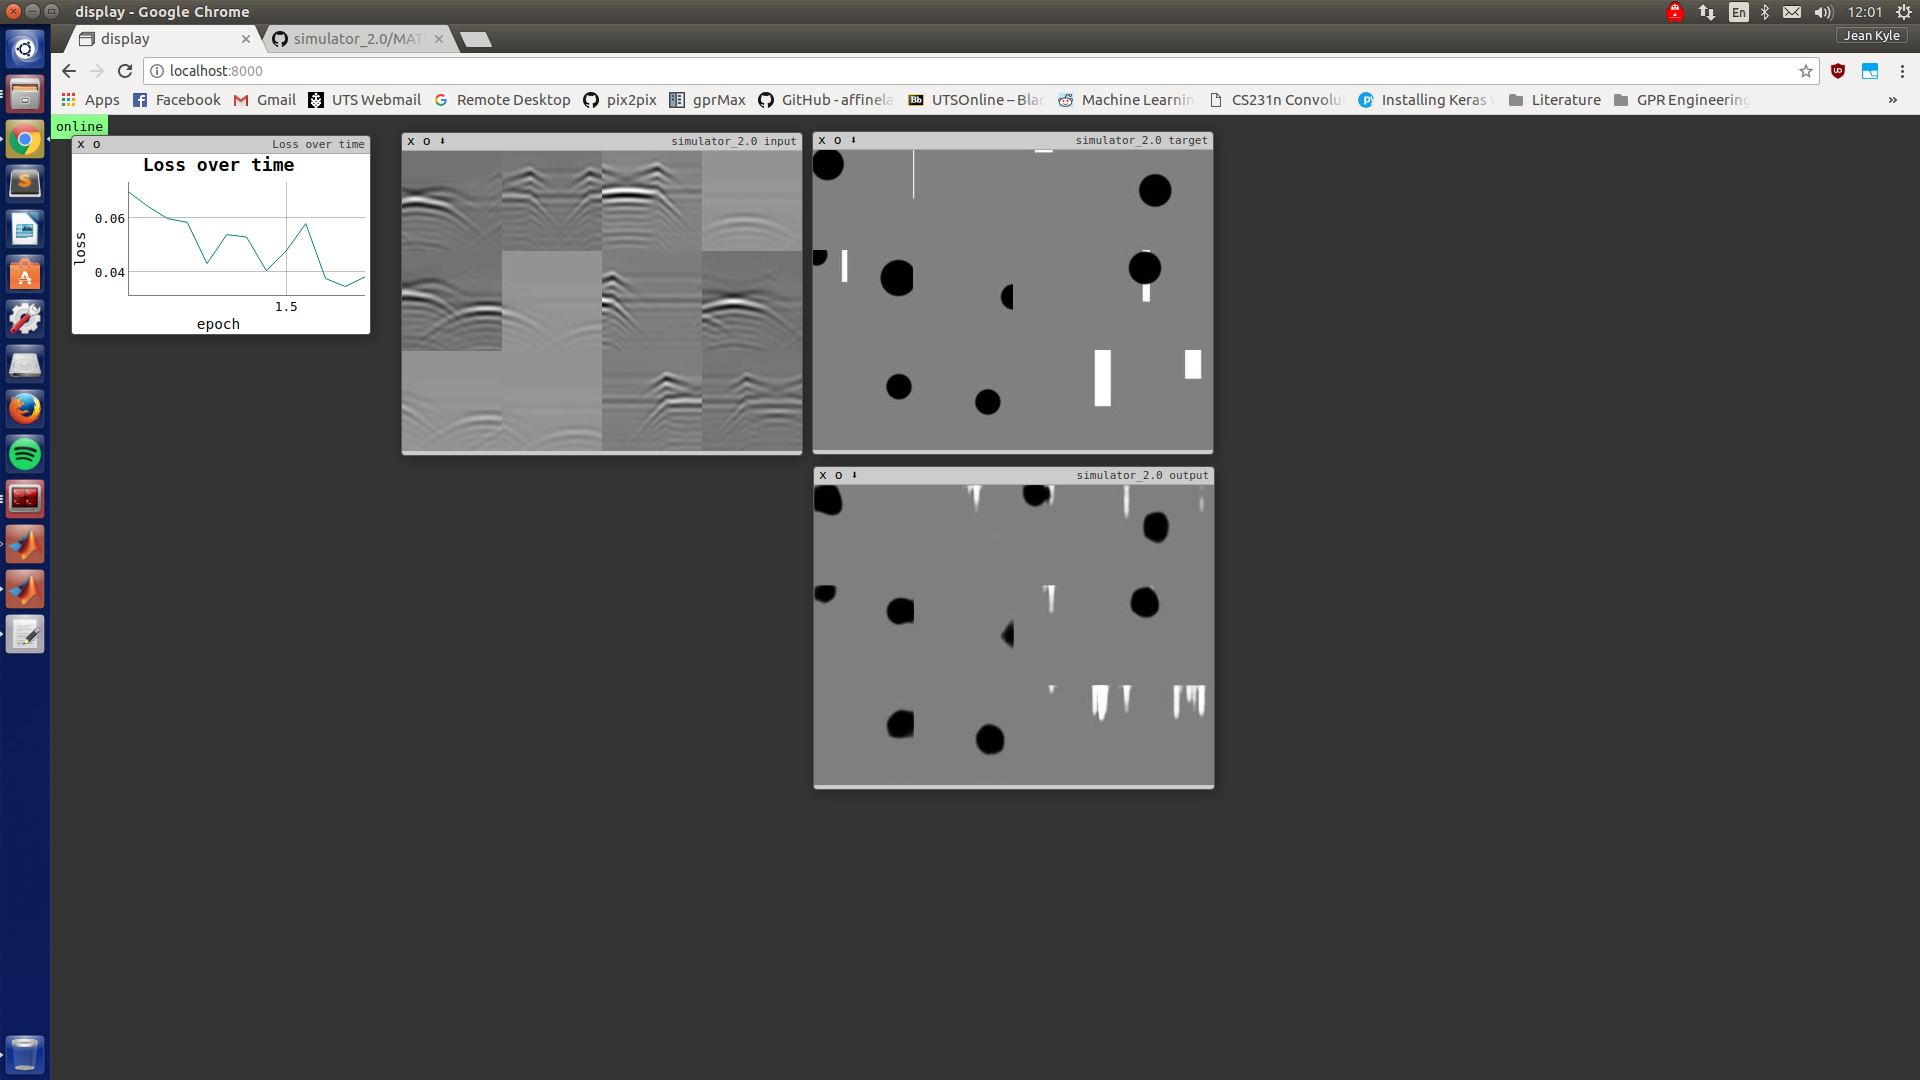 display - Google Chrome
En
12:01
display
simulator_2.0/MAT
Jean Kyle
localhost:8000
Apps
Facebook
Gmail
UTS Webmail
Remote Desktop
pix2pix
gprMax
GitHub - affinela
UTSOnline – Blac
Machine Learnin
CS231n Convolu
Installing Keras
Literature
GPR Engineering
»
online
x o
Loss over time
Loss over time
loss
0.06
0.04
1.5
epoch
x o
simulator_2.0 input
x o
simulator_2.0 target
x o
simulator_2.0 output